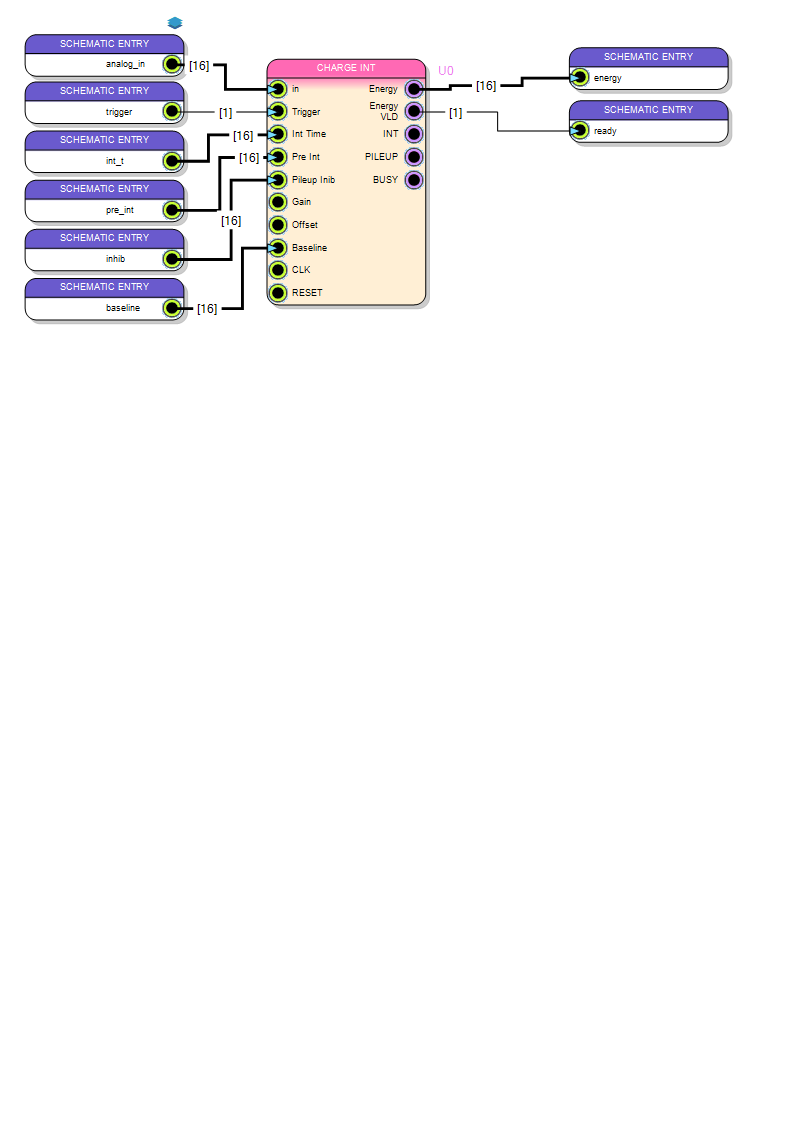 SCHEMATIC ENTRY
analog_in
[16]
SCHEMATIC ENTRY
trigger
[1]
SCHEMATIC ENTRY
int_t
[16]
SCHEMATIC ENTRY
pre_int
[16]
SCHEMATIC ENTRY
inhib
[16]
SCHEMATIC ENTRY
baseline
[16]
CHARGE INT
U0
in
Trigger
Int Time
Pre Int
Pileup Inib
Gain
Offset
Baseline
CLK
RESET
Energy
Energy
VLD
INT
PILEUP
BUSY
[16]
[1]
SCHEMATIC ENTRY
energy
SCHEMATIC ENTRY
ready